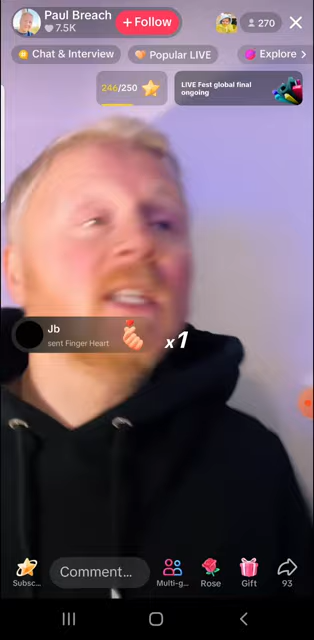 Paul Breach
7.5K
+ Follow
270
Chat & Interview
Popular LIVE
Explore
246/250
LIVE Fest global final
ongoing
Jb
sent Finger Heart
x1
Subsc...
Comment...
Multi-g...
Rose
Gift
93